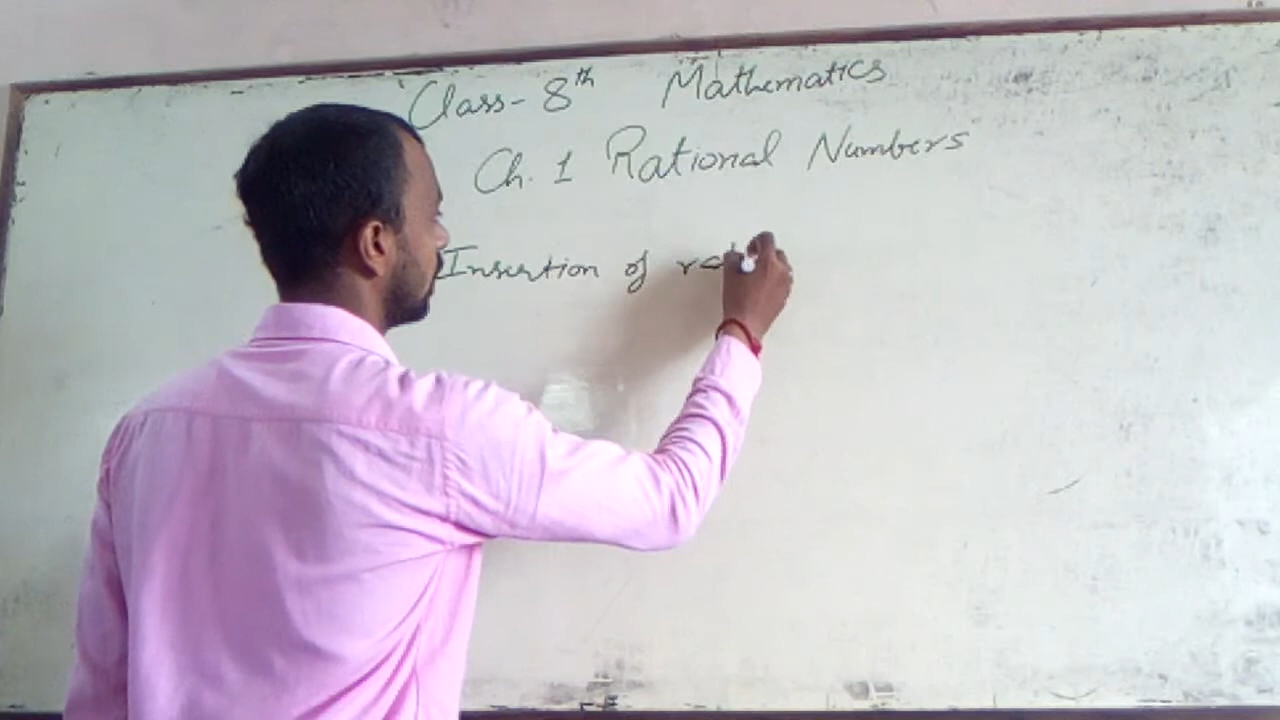 Class- 8th Mathematics
Ch. 1 Rational Numbers
Insertion of